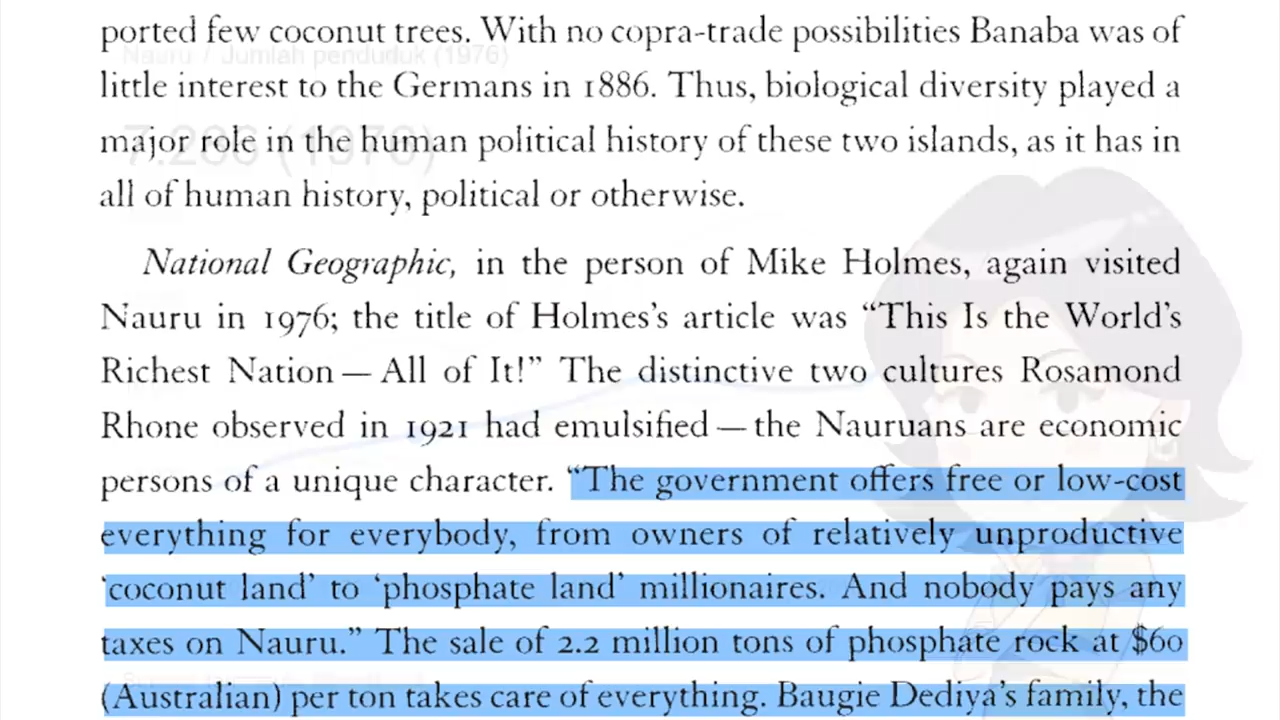 ported few coconut trees. With no copra-trade possibilities Banaba was of
Nauru / Jumlah penduduk (1976)
little interest to the Germans in 1886. Thus, biological diversity played a
major role in the human political history of these two islands, as it has in
all of human history, political or otherwise.
National Geographic, in the person of Mike Holmes, again visited
Nauru in 1976; the title of Holmes's article was “This Is the World's
Richest Nation — All of It!” The distinctive two cultures Rosamond
Rhone observed in 1921 had emulsified — the Nauruans are economic
persons of a unique character. “The government offers free or low-cost
everything for everybody, from owners of relatively unproductive
‘coconut land’ to ‘phosphate land’ millionaires. And nobody pays any
taxes on Nauru.” The sale of 2.2 million tons of phosphate rock at $60
(Australian) per ton takes care of everything. Baugie Dediya's family, the